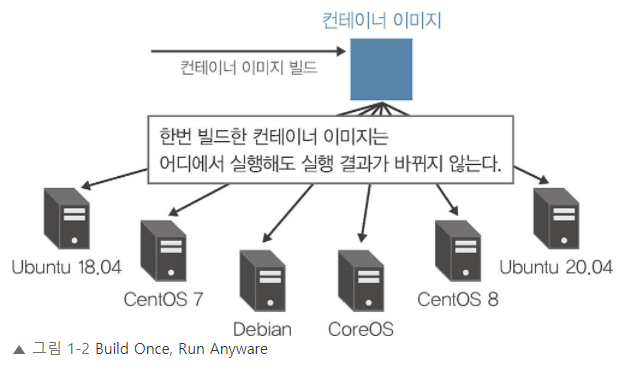 컨테이너 이미지
컨테이너 이미지 빌드
한번 빌드한 컨테이너 이미지는
어디에서 실행해도 실행 결과가 바뀌지 않는다.
Ubuntu 18.04
CentOS 7
Debian
CoreOS
CentOS 8
Ubuntu 20.04
▲ 그림 1-2 Build Once, Run Anyware